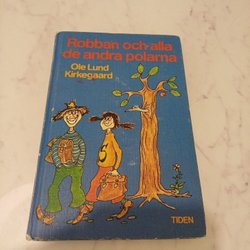 Robban och alla
de andra polarna
Ole Lund
Kirkegaard
TIDEN